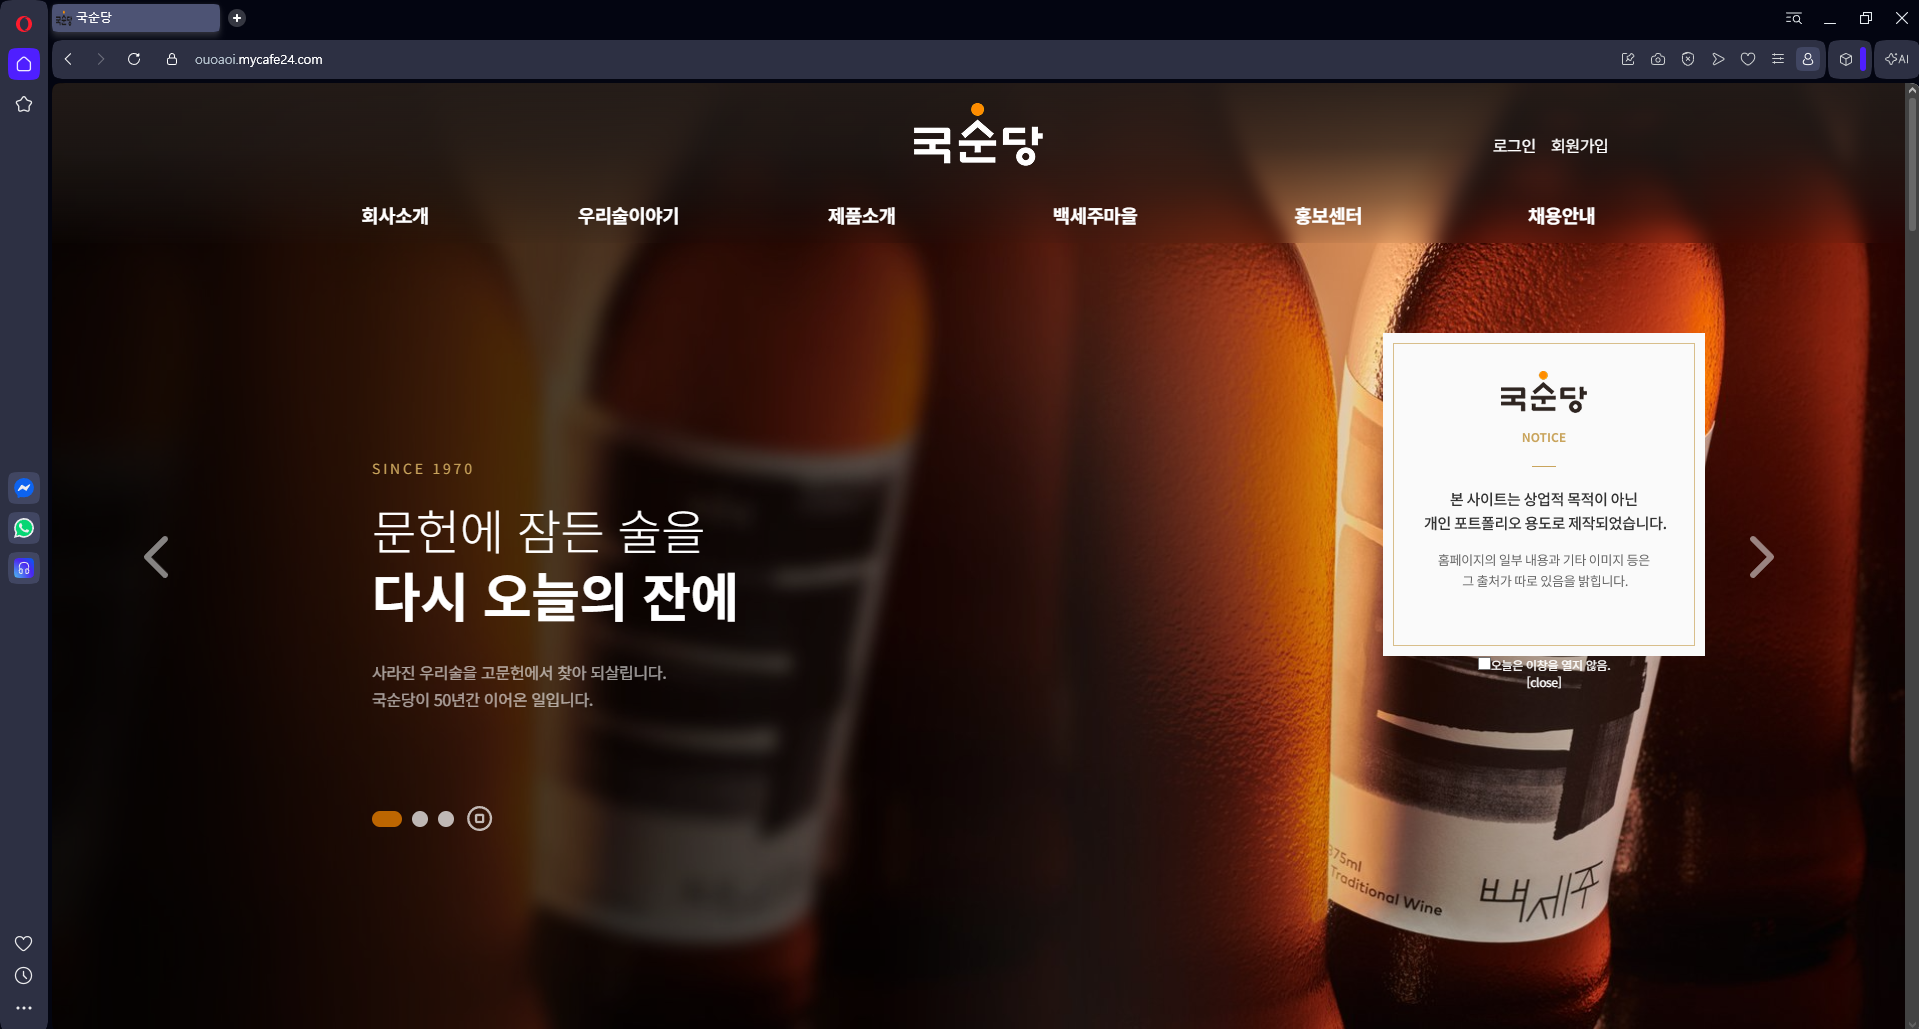 국순당
ouoaoi.mycafe24.com
AI
국순당
로그인 회원가입
회사소개 우리술이야기 제품소개 백세주마을 홍보센터 채용안내
SINCE 1970
문헌에 잠든 술을
다시 오늘의 잔에
사라진 우리술을 고문헌에서 찾아 되살립니다.
국순당이 50년간 이어온 일입니다.
국순당
NOTICE
본 사이트는 상업적 목적이 아닌
개인 포트폴리오 용도로 제작되었습니다.
홈페이지의 일부 내용과 기타 이미지 등은
그 출처가 따로 있음을 밝힙니다.
오늘은 이창을 열지 않음.
[close]
375ml
Traditional Wine
백세주